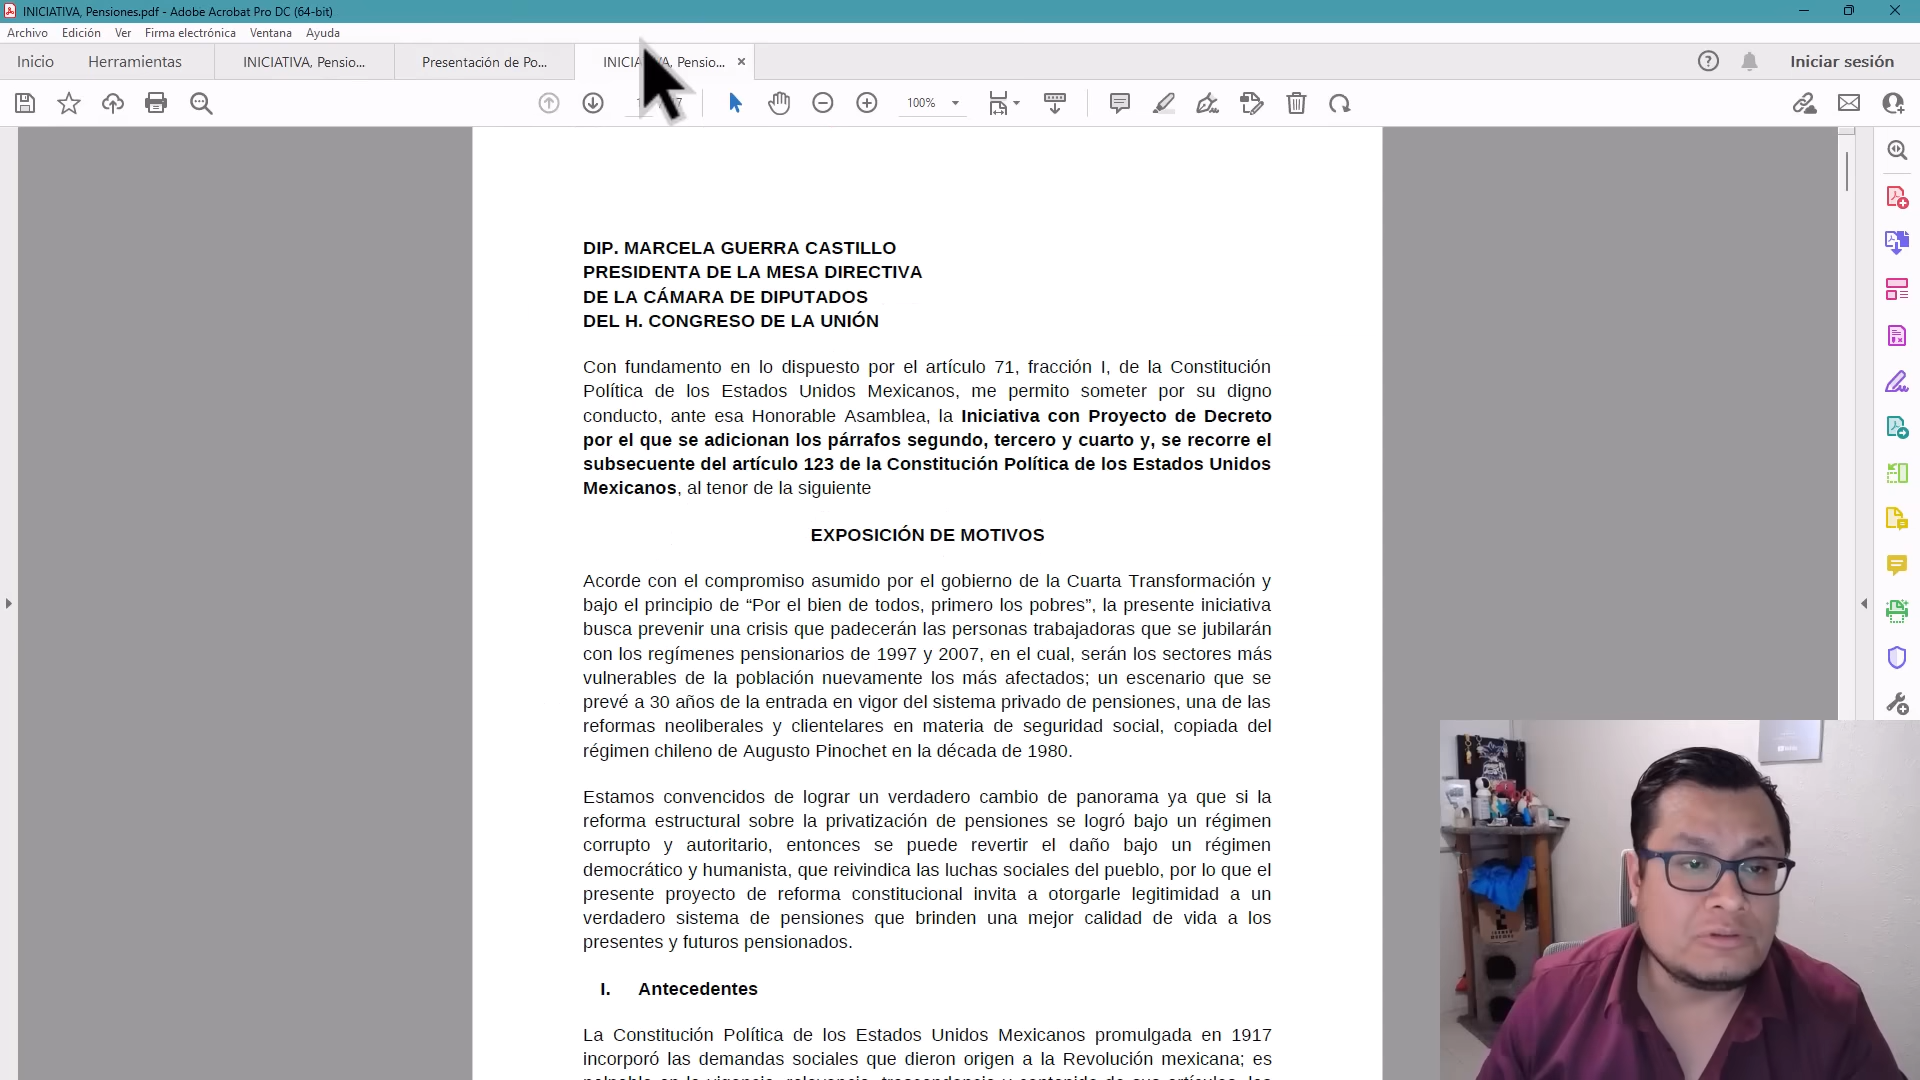 INICIATIVA, Pensiones.pdf - Adobe Acrobat Pro DC (64-bit)
Archivo Edición Ver Firma electrónica Ventana Ayuda
Inicio Herramientas INICIATIVA, Pensio... Presentación de Po... Pensio... Iniciar sesión
100%
DIP. MARCELA GUERRA CASTILLO
PRESIDENTA DE LA MESA DIRECTIVA
DE LA CÁMARA DE DIPUTADOS
DEL H. CONGRESO DE LA UNIÓN
Con fundamento en lo dispuesto por el artículo 71, fracción I, de la Constitución
Política de los Estados Unidos Mexicanos, me permito someter por su digno
conducto, ante esa Honorable Asamblea, la Iniciativa con Proyecto de Decreto
por el que se adicionan los párrafos segundo, tercero y cuarto y, se recorre el
subsecuente del artículo 123 de la Constitución Política de los Estados Unidos
Mexicanos, al tenor de la siguiente
EXPOSICIÓN DE MOTIVOS
Acorde con el compromiso asumido por el gobierno de la Cuarta Transformación y
bajo el principio de “Por el bien de todos, primero los pobres”, la presente iniciativa
busca prevenir una crisis que padecerán las personas trabajadoras que se jubilarán
con los regímenes pensionarios de 1997 y 2007, en el cual, serán los sectores más
vulnerables de la población nuevamente los más afectados; un escenario que se
prevé a 30 años de la entrada en vigor del sistema privado de pensiones, una de las
reformas neoliberales y clientelares en materia de seguridad social, copiada del
régimen chileno de Augusto Pinochet en la década de 1980.
Estamos convencidos de lograr un verdadero cambio de panorama ya que si la
reforma estructural sobre la privatización de pensiones se logró bajo un régimen
corrupto y autoritario, entonces se puede revertir el daño bajo un régimen
democrático y humanista, que reivindica las luchas sociales del pueblo, por lo que el
presente proyecto de reforma constitucional invita a otorgarle legitimidad a un
verdadero sistema de pensiones que brinden una mejor calidad de vida a los
presentes y futuros pensionados.
I. Antecedentes
La Constitución Política de los Estados Unidos Mexicanos promulgada en 1917
incorporó las demandas sociales que dieron origen a la Revolución mexicana; es